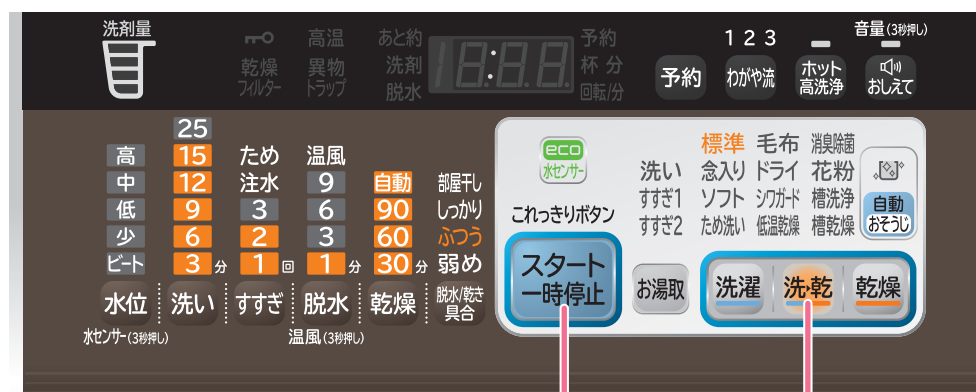 洗剤量
高温
あと約
予約
乾燥
フィルター
異物
トラップ
洗剤
脱水
18:8.8
杯 分
回転/分
1 2 3
音量(3秒押し)
予約
わがや流
ホット
高洗浄
おしえて
25
高 15 ため 温風
中 12 注水 9 自動 部屋干し
低 9 3 6 90 しっかり
少 6 2 3 60 ふつう
ビート 3分 1回 1分 30分 弱め
水位 洗い すすぎ 脱水 乾燥 脱水/乾き
具合
水センサー(3秒押し)
温風(3秒押し)
eco
水センサー
これっきりボタン
スタート
一時停止
お湯取
洗い
すすぎ1
すすぎ2
標準 毛布 消臭除菌
念入り ドライ 花粉
ソフト シワガード 槽洗浄
ため洗い 低温乾燥 槽乾燥
自動
おそうじ
洗濯 洗・乾 乾燥